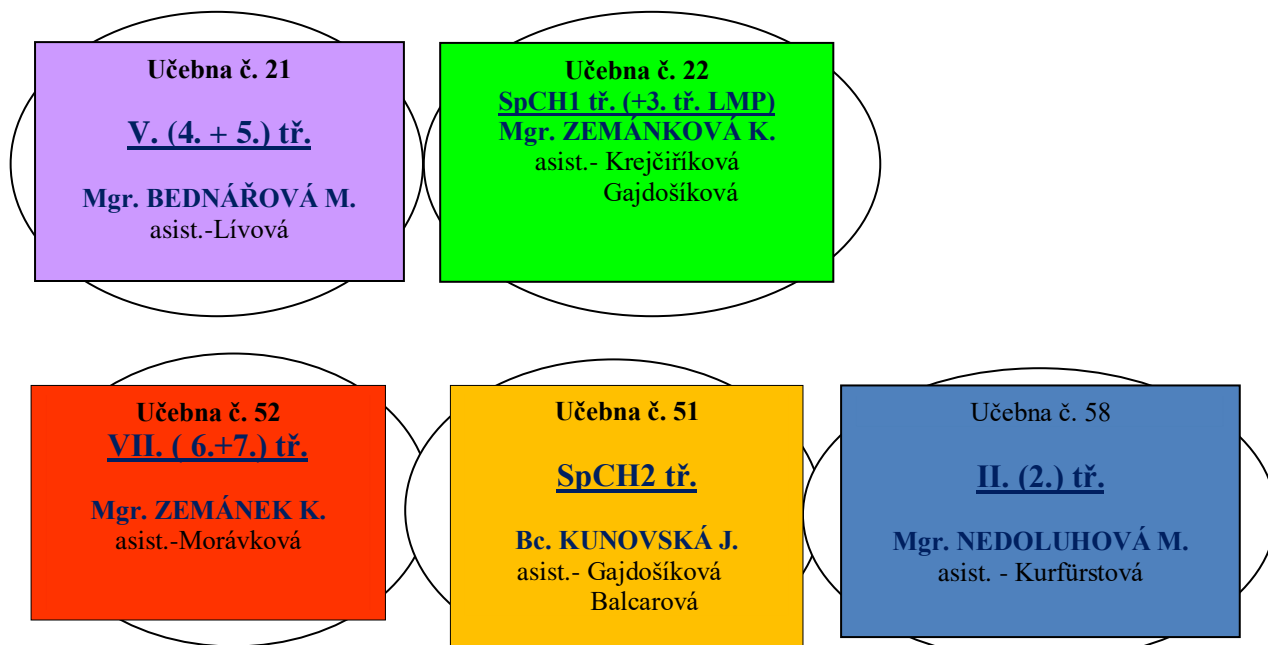 Učebna č. 21
V. (4. + 5.) tř.
Mgr. BEDNÁŘOVÁ M.
asist.-Lívová
Učebna č. 22
SpCH1 tř. (+3. tř. LMP)
Mgr. ZEMÁNKOVÁ K.
asist.- Krejčiříková
Gajdošíková
Učebna č. 52
VII. ( 6.+7.) tř.
Mgr. ZEMÁNEK K.
asist.-Morávková
Učebna č. 51
SpCH2 tř.
Bc. KUNOVSKÁ J.
asist.- Gajdošíková
Balcarová
Učebna č. 58
II. (2.) tř.
Mgr. NEDOLUHOVÁ M.
asist. - Kurfürstová